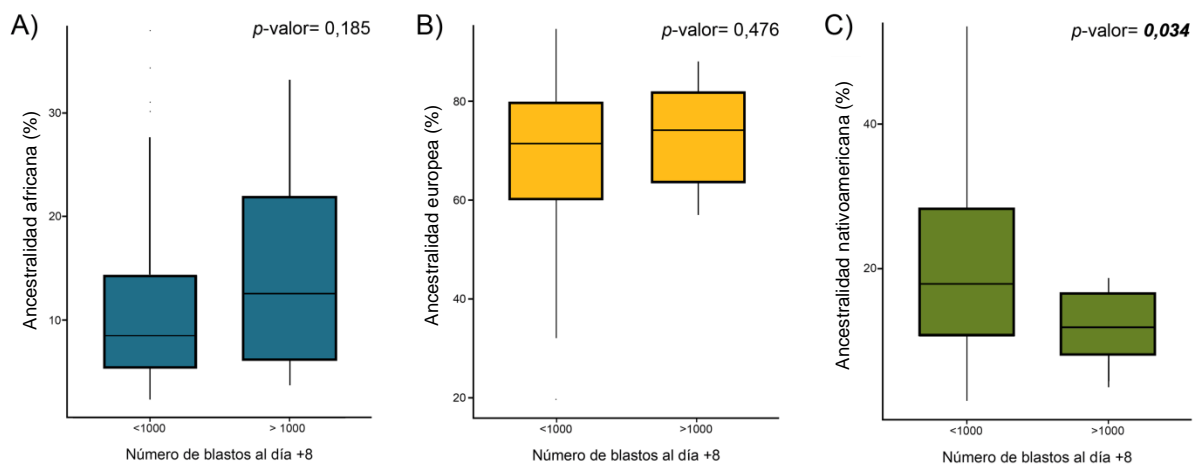 A)
p-valor= 0,185
Ancestralidad africana (%)
30
20
10
<1000
> 1000
Número de blastos al día +8
B)
p-valor= 0,476
Ancestralidad europea (%)
80
60
40
20
<1000
>1000
Número de blastos al día +8
C)
p-valor= 0,034
Ancestralidad nativoamericana (%)
40
20
<1000
>1000
Número de blastos al día +8